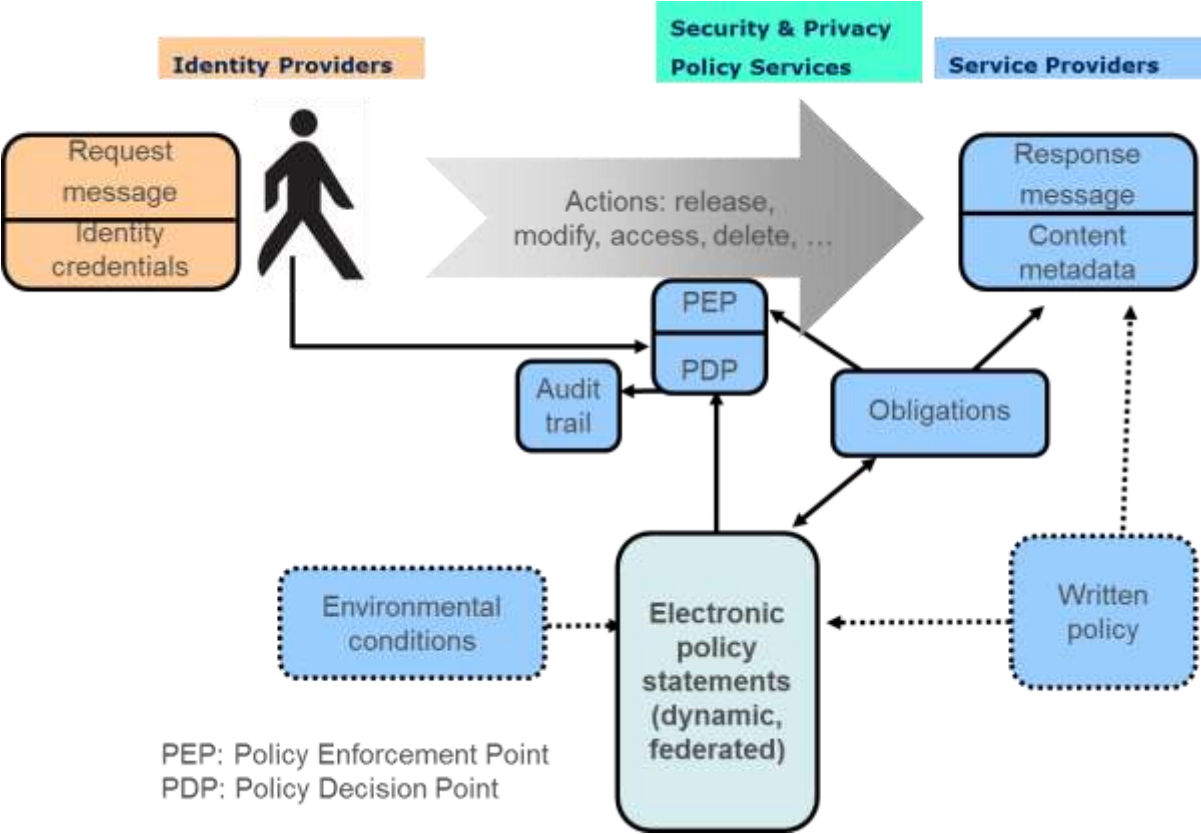 Identity Providers
Security & Privacy
Policy Services
Service Providers
Request
message
Identity
credentials
Actions: release,
modify, access, delete, …
Response
message
Content
metadata
PEP
PDP
Audit
trail
Obligations
Environmental
conditions
Electronic
policy
statements
(dynamic,
federated)
Written
policy
PEP: Policy Enforcement Point
PDP: Policy Decision Point